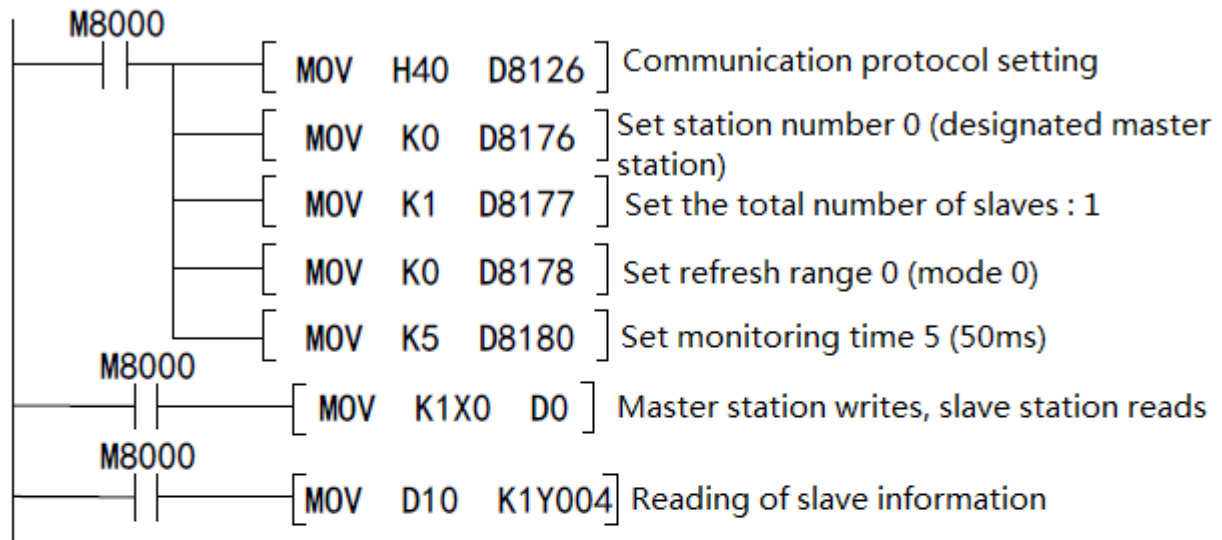 M8000
MOV H40 D8126 Communication protocol setting
MOV K0 D8176 Set station number 0 (designated master
station)
MOV K1 D8177 Set the total number of slaves : 1
MOV K0 D8178 Set refresh range 0 (mode 0)
MOV K5 D8180 Set monitoring time 5 (50ms)
M8000
MOV K1X0 D0 Master station writes, slave station reads
M8000
MOV D10 K1Y004 Reading of slave information